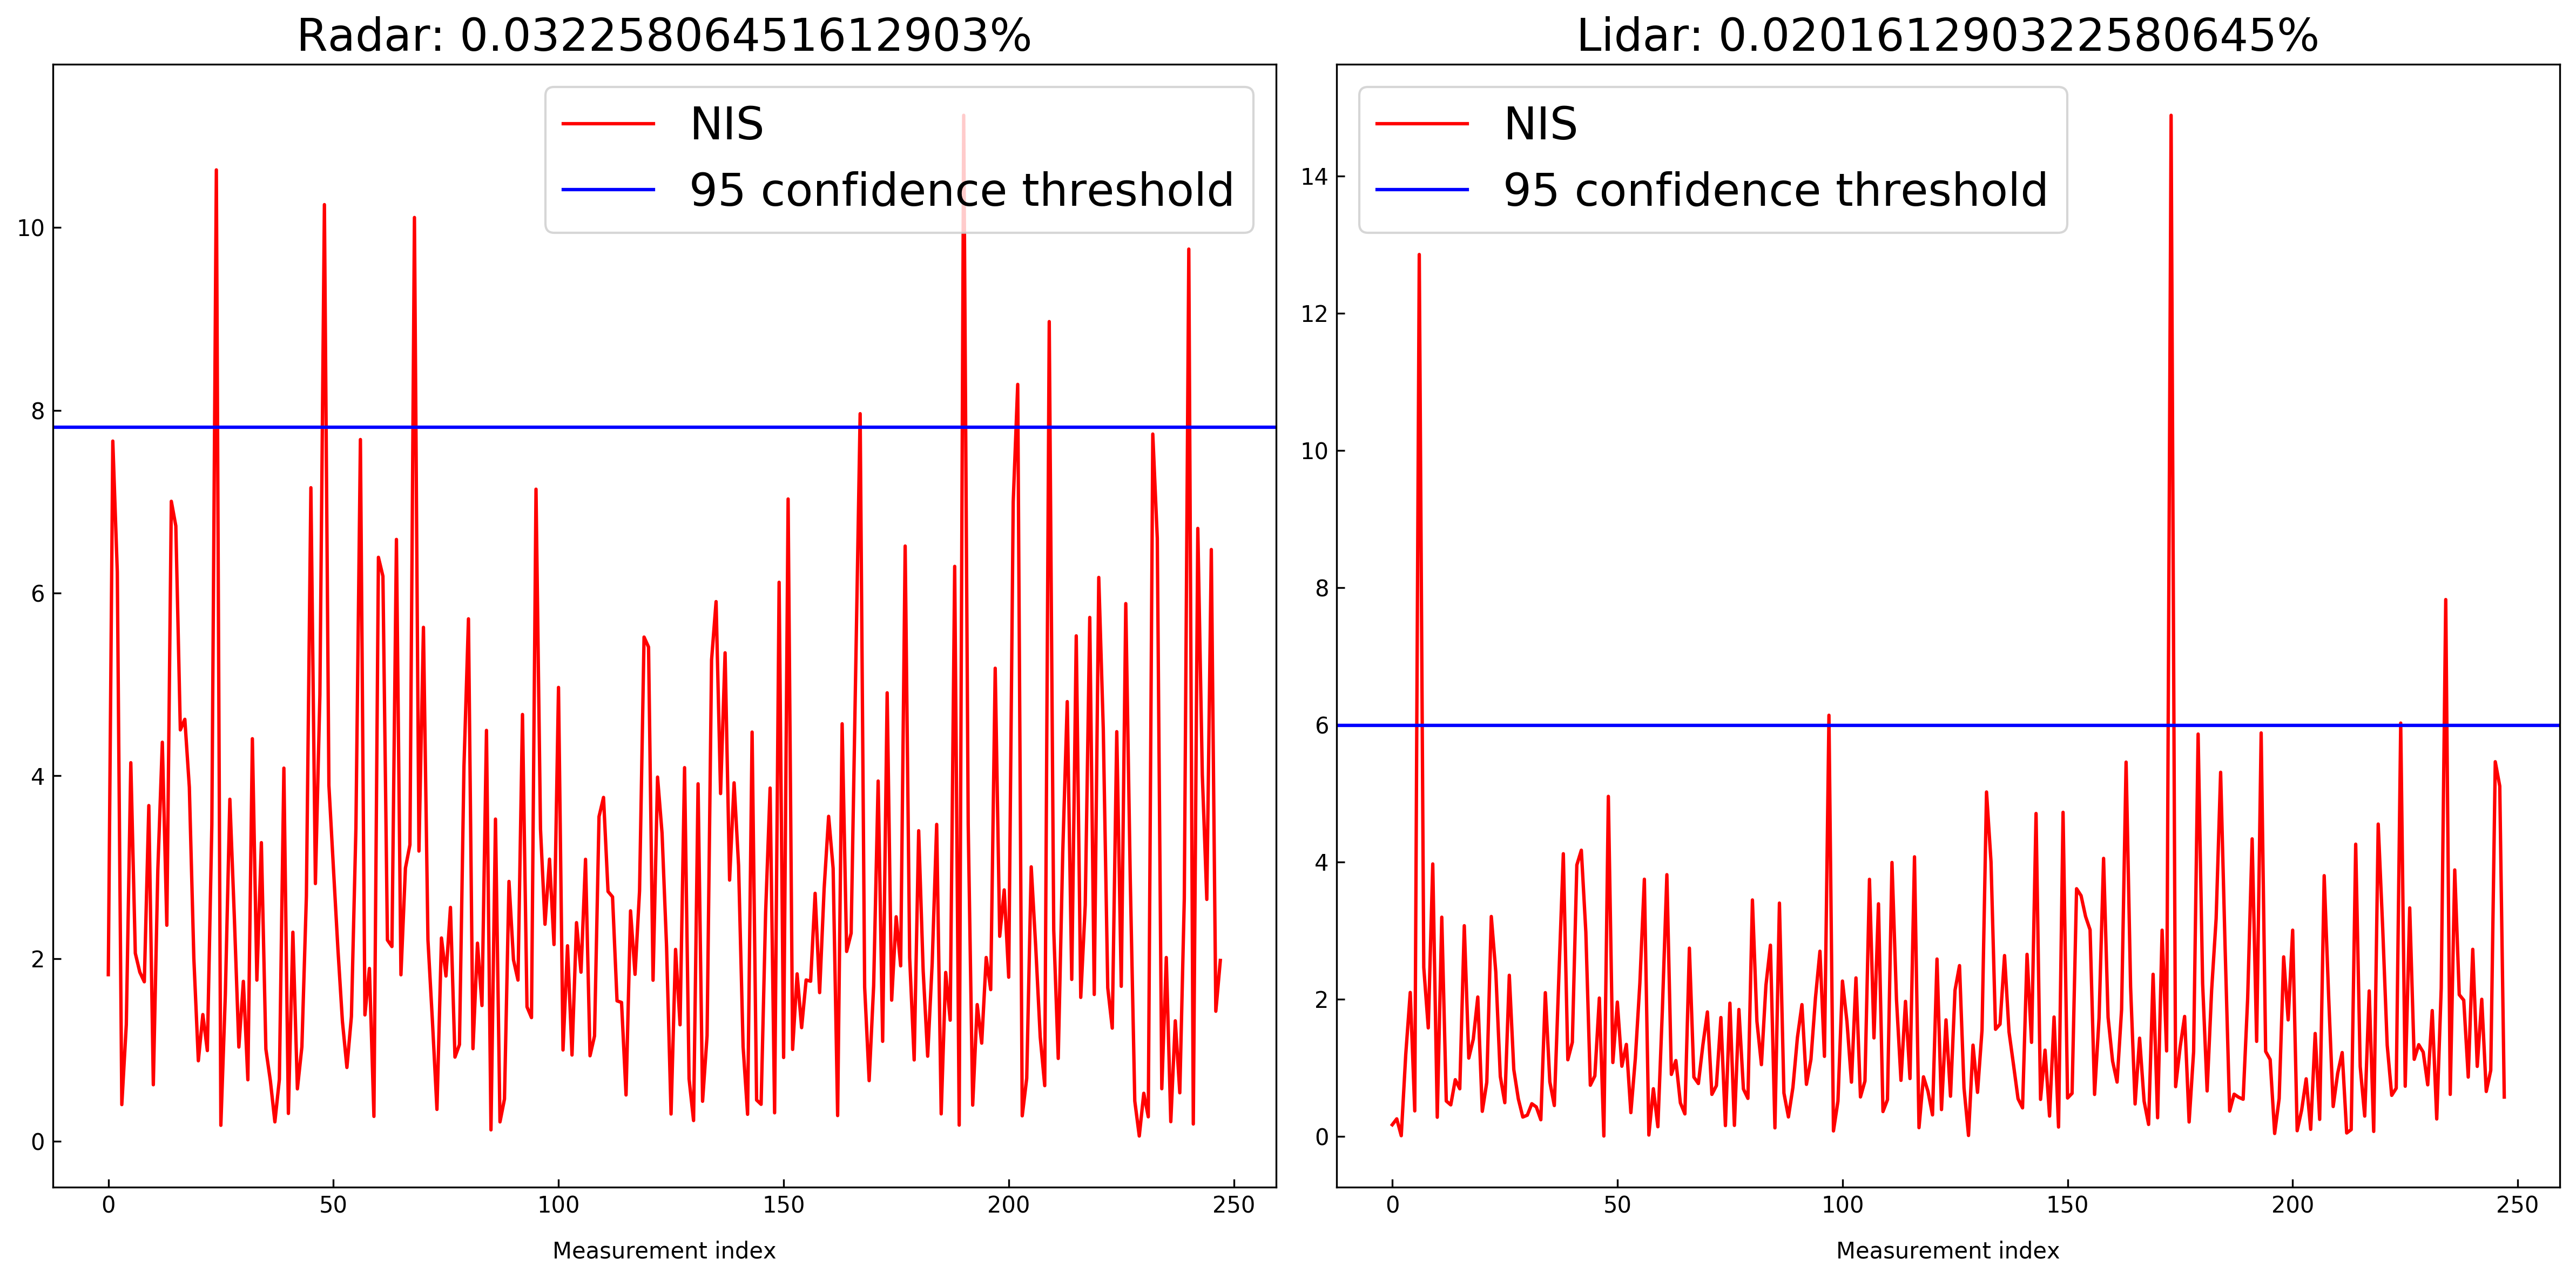 Radar: 0.03225806451612903%
NIS
95 confidence threshold
10
8
6
4
2
0
0 50 100 150 200 250
Measurement index
Lidar: 0.020161290322580645%
NIS
95 confidence threshold
14
12
10
8
6
4
2
0
0 50 100 150 200 250
Measurement index